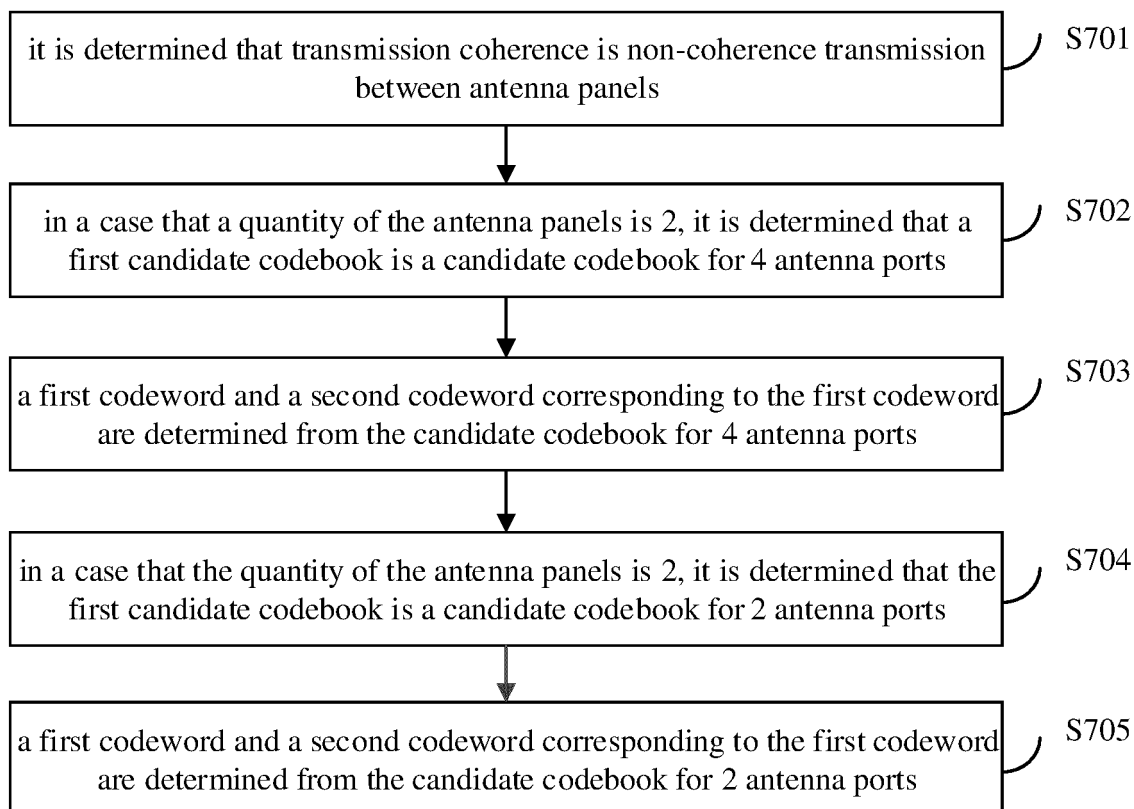 it is determined that transmission coherence is non-coherence transmission
between antenna panels
S701
in a case that a quantity of the antenna panels is 2, it is determined that a
first candidate codebook is a candidate codebook for 4 antenna ports
S702
a first codeword and a second codeword corresponding to the first codeword
are determined from the candidate codebook for 4 antenna ports
S703
in a case that the quantity of the antenna panels is 2, it is determined that the
first candidate codebook is a candidate codebook for 2 antenna ports
S704
a first codeword and a second codeword corresponding to the first codeword
are determined from the candidate codebook for 2 antenna ports
S705